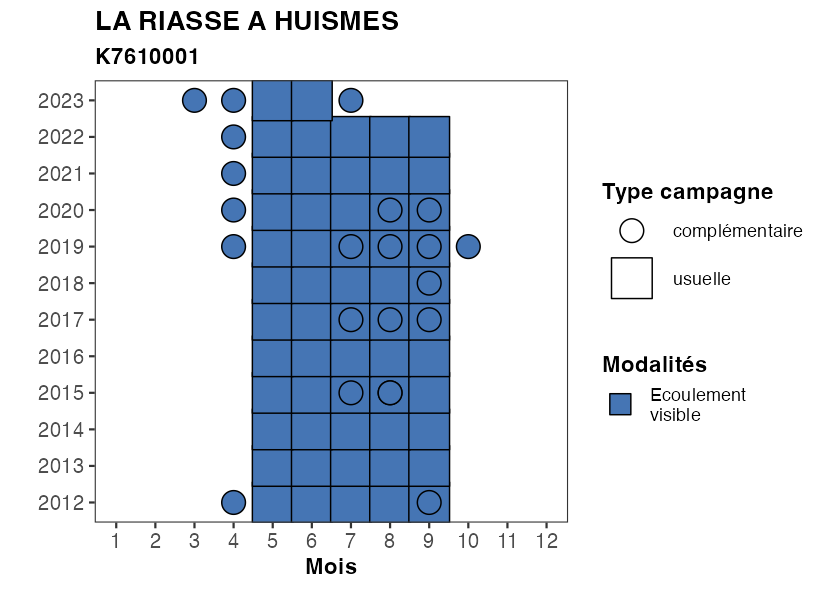 LA RIASSE A HUISMES
K7610001
2023
2022
2021
2020
2019
2018
2017
2016
2015
2014
2013
2012
1 2 3 4 5 6 7 8 9 10 11 12
Mois
Type campagne
complémentaire
usuelle
Modalités
Ecoulement
visible